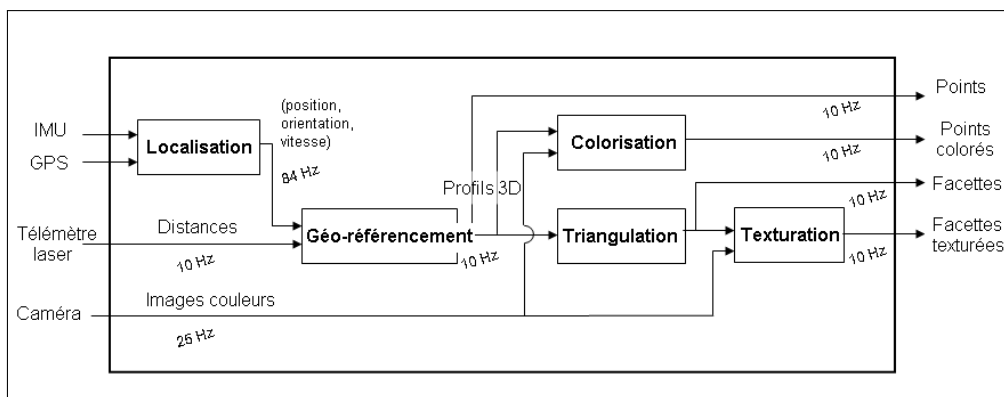 IMU
GPS
Localisation
(position,
orientation,
vitesse)
84 Hz
Télémètre
laser
Distances
10 Hz
Géo-référencement
10 Hz
Profils 3D
Caméra
Images couleurs
25 Hz
Colorisation
Triangulation
Texturation
10 Hz
Points
10 Hz
Points
colorés
10 Hz
Facettes
10 Hz
Facettes
texturées